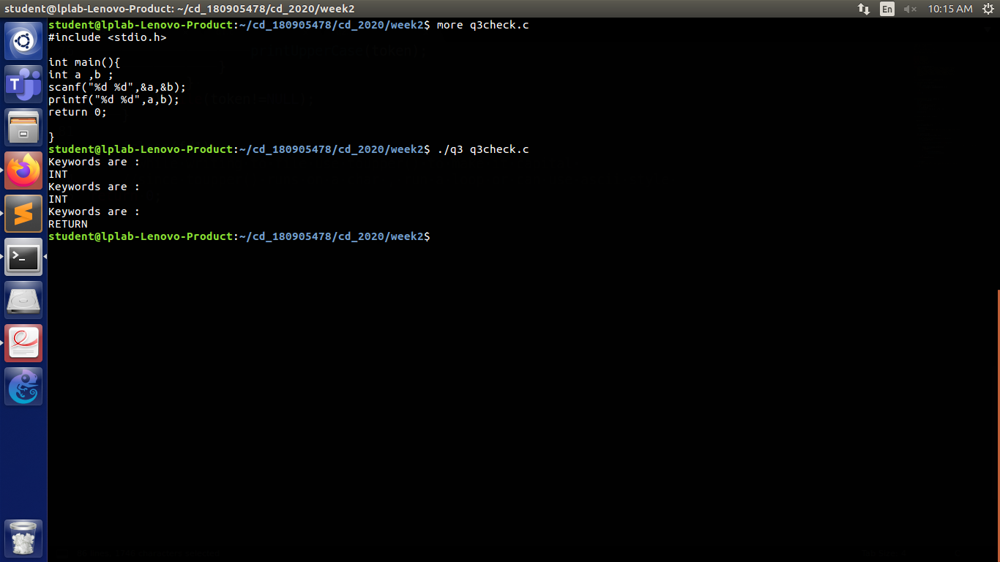 student@lplab-Lenovo-Product: ~/cd_180905478/cd_2020/week2
En
10:15 AM
student@lplab-Lenovo-Product:~/cd_180905478/cd_2020/week2$ more q3check.c
#include <stdio.h>
int main(){
int a ,b ;
scanf("%d %d",&a,&b);
printf("%d %d",a,b);
return 0;
}
student@lplab-Lenovo-Product:~/cd_180905478/cd_2020/week2$ ./q3 q3check.c
Keywords are :
INT
Keywords are :
INT
Keywords are :
RETURN
student@lplab-Lenovo-Product:~/cd_180905478/cd_2020/week2$